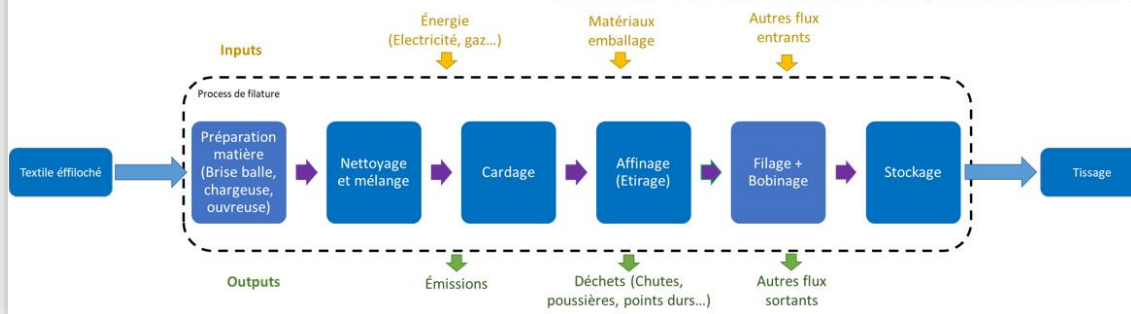 Énergie
(Electricité, gaz...)
Matériaux
emballage
Autres flux
entrants
Inputs
Process de filature
Textile éffiloché
Préparation
matière
(Brise balle,
chargeuse,
ouvreuse)
Nettoyage
et mélange
Cardage
Affinage
(Etirage)
Filage +
Bobinage
Stockage
Tissage
Outputs
Émissions
Déchets (Chutes,
poussières, points durs...)
Autres flux
sortants